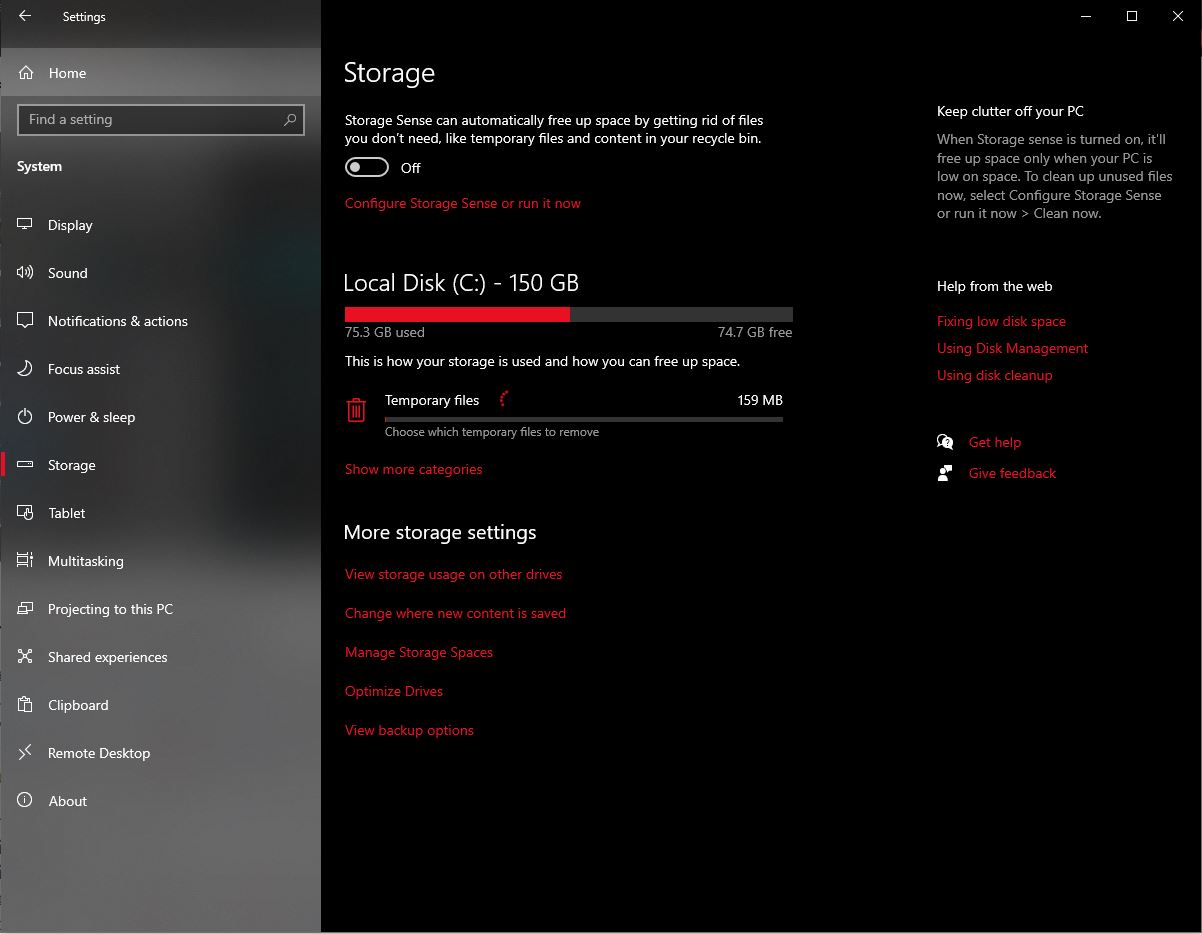 Settings
Home
Find a setting
System
Display
Sound
Notifications & actions
Focus assist
Power & sleep
Storage
Tablet
Multitasking
Projecting to this PC
Shared experiences
Clipboard
Remote Desktop
About
Storage
Storage Sense can automatically free up space by getting rid of files
you don't need, like temporary files and content in your recycle bin.
Off
Configure Storage Sense or run it now
Local Disk (C:) - 150 GB
75.3 GB used
74.7 GB free
This is how your storage is used and how you can free up space.
Temporary files
159 MB
Choose which temporary files to remove
Show more categories
More storage settings
View storage usage on other drives
Change where new content is saved
Manage Storage Spaces
Optimize Drives
View backup options
Keep clutter off your PC
When Storage sense is turned on, it'll
free up space only when your PC is
low on space. To clean up unused files
now, select Configure Storage Sense
or run it now > Clean now.
Help from the web
Fixing low disk space
Using Disk Management
Using disk cleanup
Get help
Give feedback